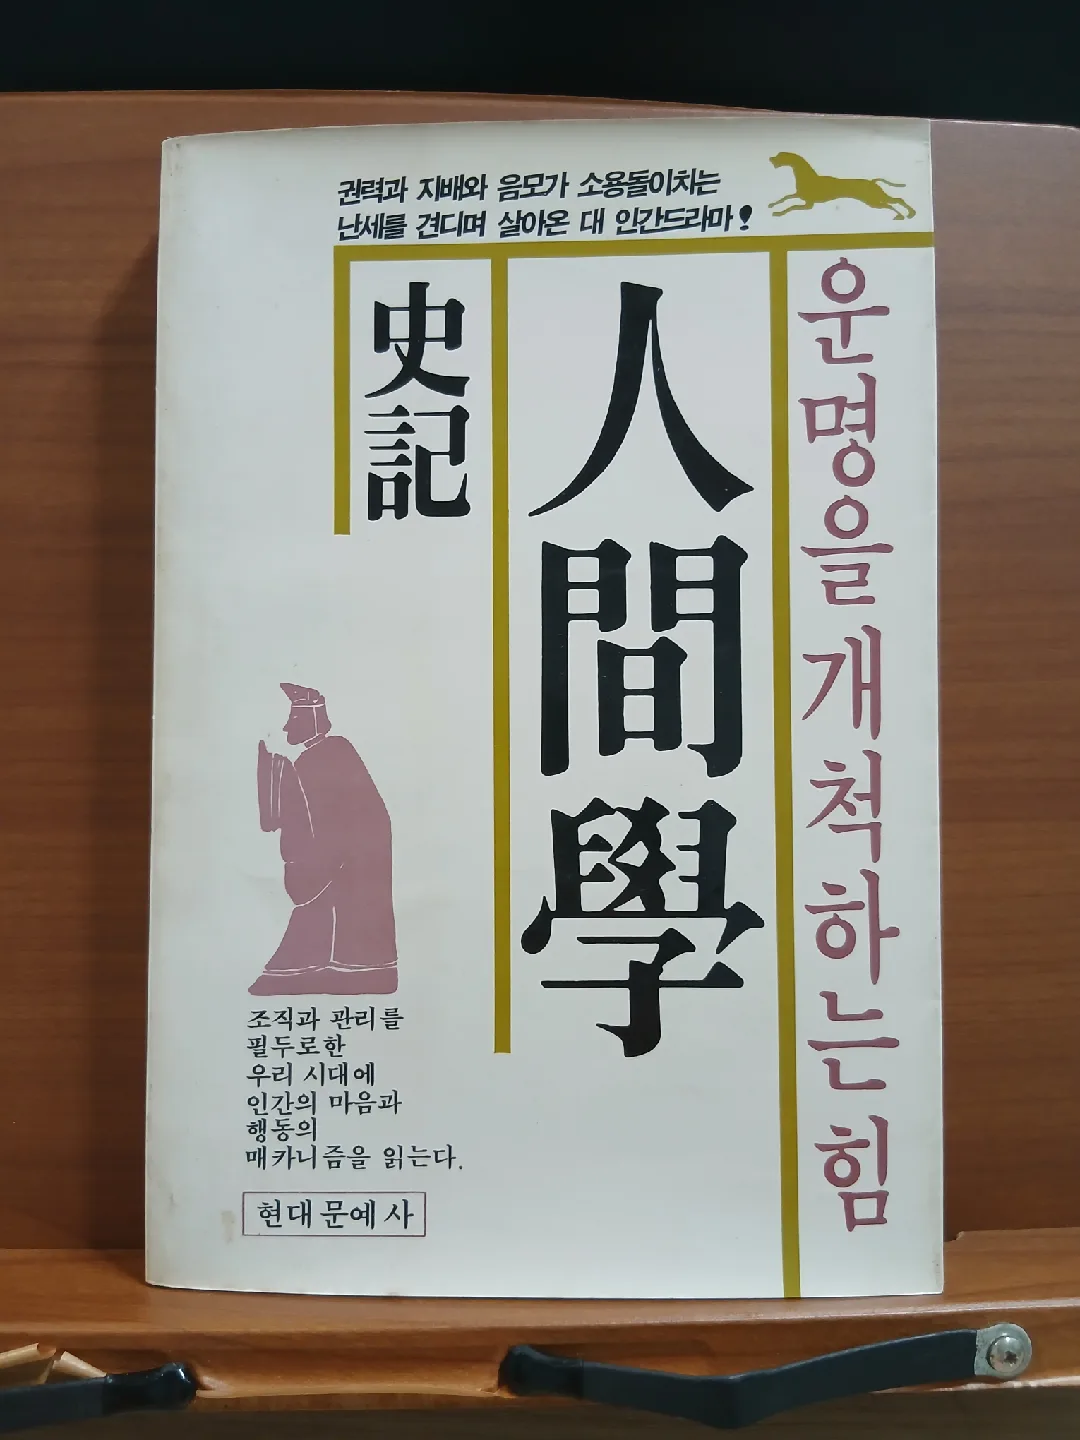 권력과 지배와 음모가 소용돌이치는
난세를 견디며 살아온 대 인간드라마!
운명을 개척하는 힘
人間學
史記
조직과 관리를
필두로한
우리 시대에
인간의 마음과
행동의
매카니즘을 읽는다.
현대문예사